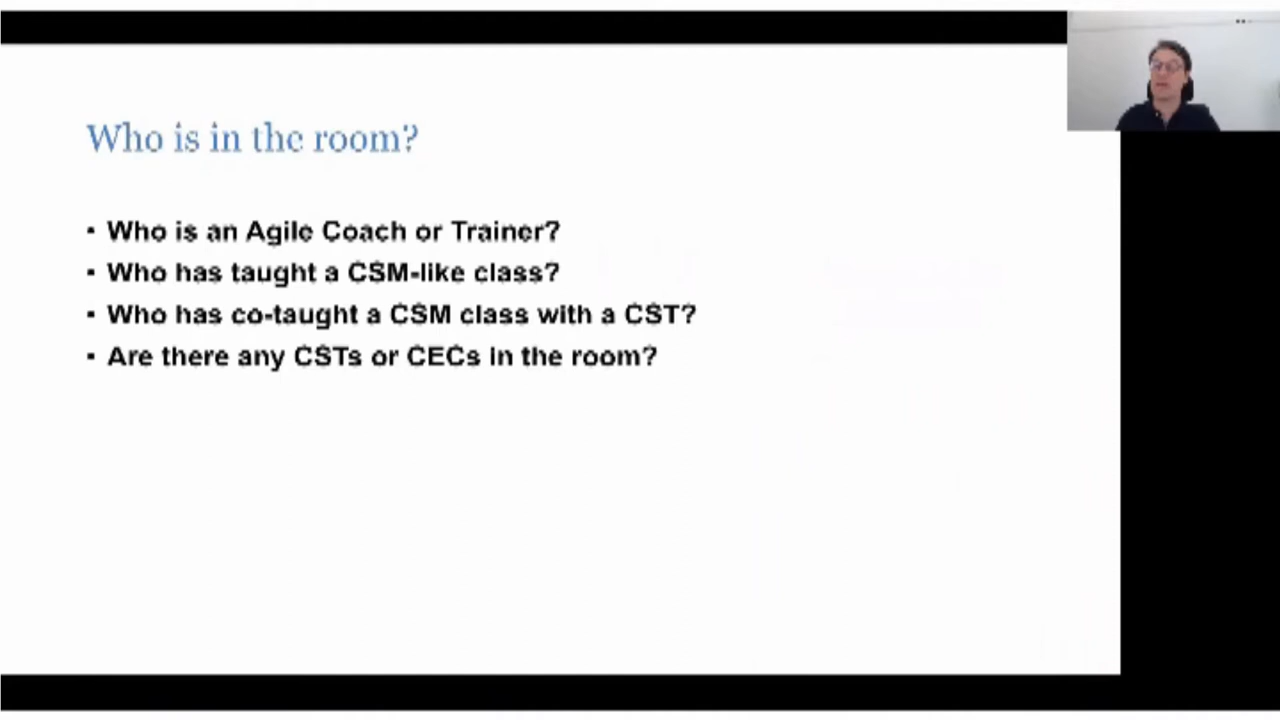 Who is in the room?
▪ Who is an Agile Coach or Trainer?
▪ Who has taught a CSM-like class?
▪ Who has co-taught a CSM class with a CST?
▪ Are there any CSTs or CECs in the room?